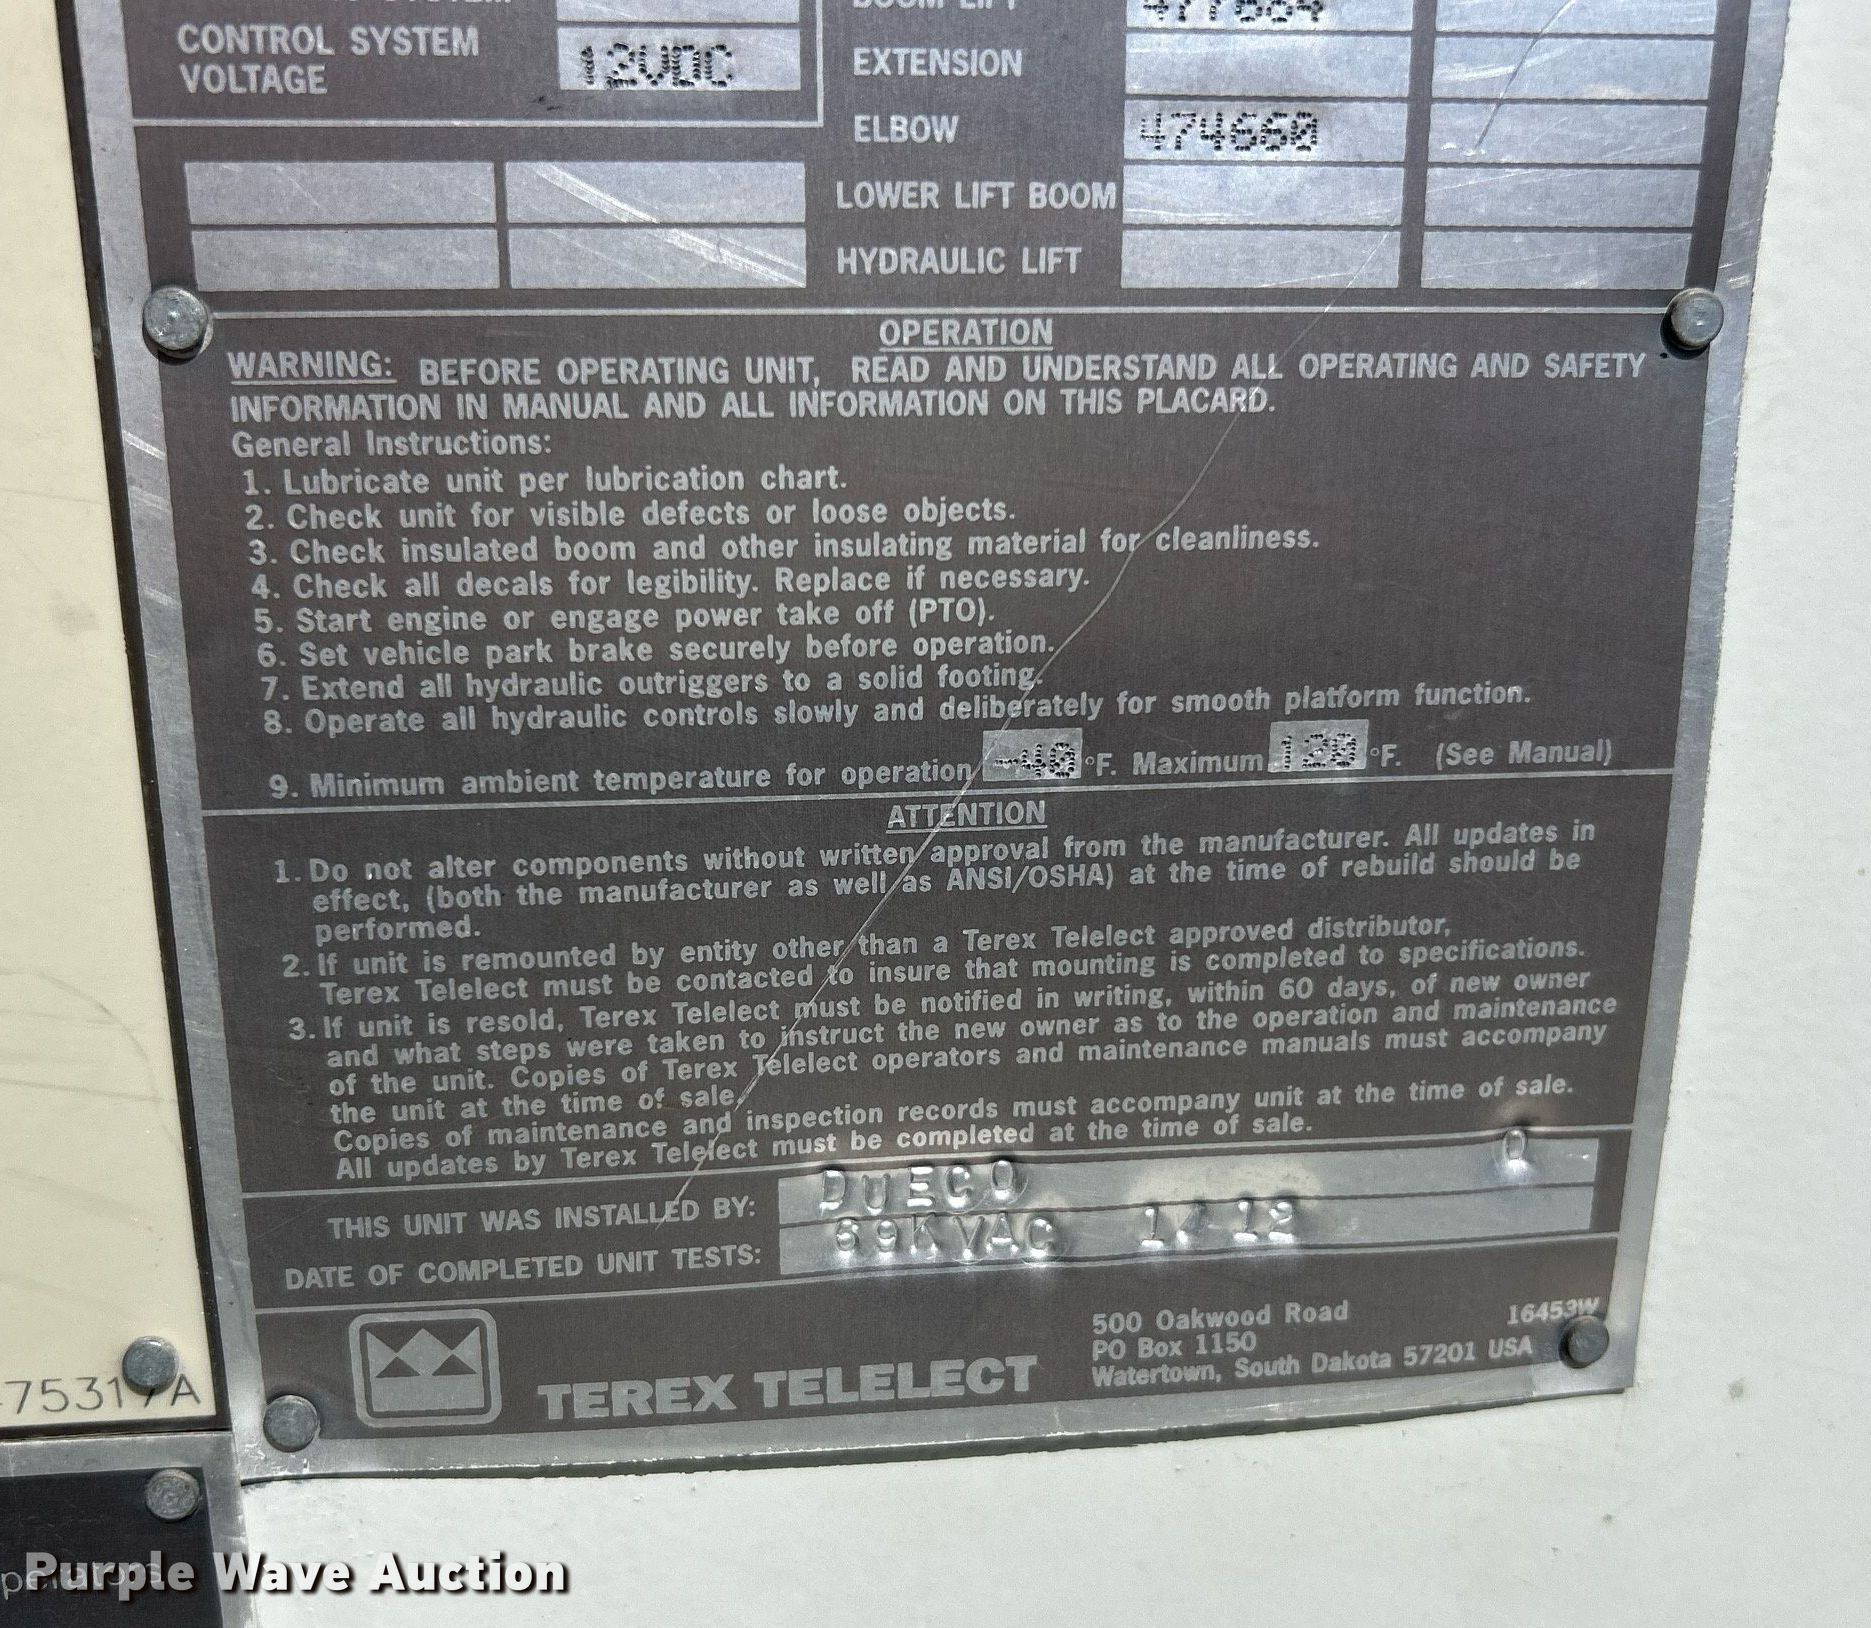 CONTROL SYSTEM
VOLTAGE
12VDC
BOOM LIFT
EXTENSION
ELBOW 474660
LOWER LIFT BOOM
HYDRAULIC LIFT
OPERATION
WARNING: BEFORE OPERATING UNIT, READ AND UNDERSTAND ALL OPERATING AND SAFETY
INFORMATION IN MANUAL AND ALL INFORMATION ON THIS PLACARD.
General Instructions:
1. Lubricate unit per lubrication chart.
2. Check unit for visible defects or loose objects.
3. Check insulated boom and other insulating material for cleanliness.
4. Check all decals for legibility. Replace if necessary.
5. Start engine or engage power take off (PTO).
6. Set vehicle park brake securely before operation.
7. Extend all hydraulic outriggers to a solid footing.
8. Operate all hydraulic controls slowly and deliberately for smooth platform function.
9. Minimum ambient temperature for operation -40 °F. Maximum 120 °F. (See Manual)
ATTENTION
1. Do not alter components without written approval from the manufacturer. All updates in
effect, (both the manufacturer as well as ANSI/OSHA) at the time of rebuild should be
performed.
2. If unit is remounted by entity other than a Terex Telelect approved distributor,
Terex Telelect must be contacted to insure that mounting is completed to specifications.
3. If unit is resold, Terex Telelect must be notified in writing, within 60 days, of new owner
and what steps were taken to instruct the new owner as to the operation and maintenance
of the unit. Copies of Terex Telelect operators and maintenance manuals must accompany
the unit at the time of sale.
Copies of maintenance and inspection records must accompany unit at the time of sale.
All updates by Terex Telelect must be completed at the time of sale.
THIS UNIT WAS INSTALLED BY: DUECO 0
DATE OF COMPLETED UNIT TESTS: 69KVAC 1/12
TEREX TELELECT
500 Oakwood Road
PO Box 1150
Watertown, South Dakota 57201 USA
16453W
Purple Wave Auction